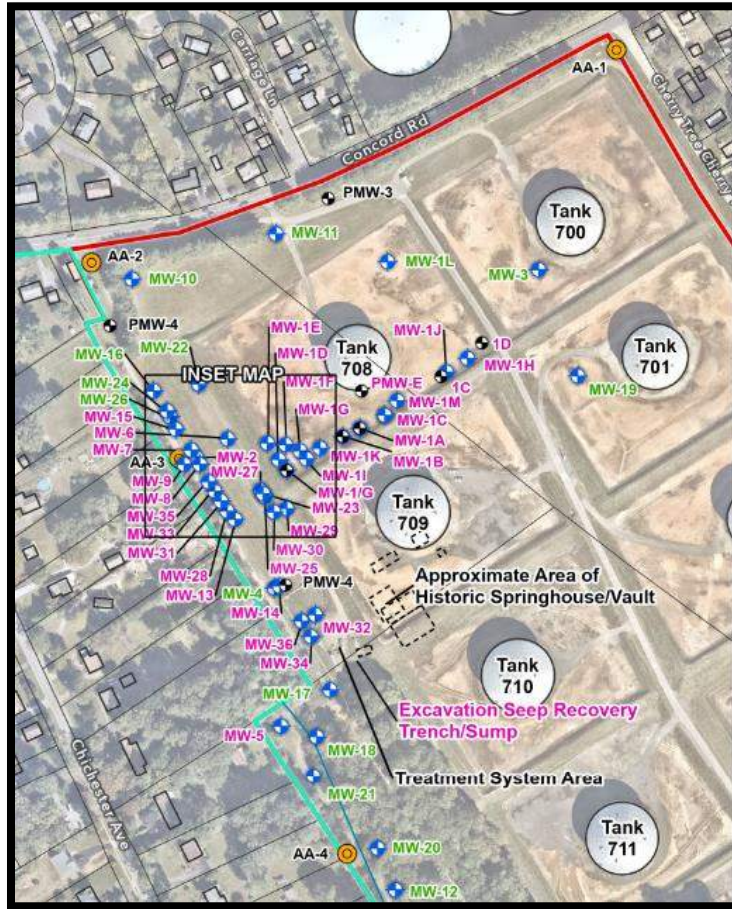 Carriage Ln
Concord Rd
AA-1
Cherry Tree Cherry
PMW-3
Tank
700
MW-11
AA-2
MW-1L
MW-3
MW-10
PMW-4
MW-1E
MW-1J
1D
MW-16
MW-22
MW-1D
Tank
708
MW-1H
Tank
701
INSET MAP
MW-24
MW-1F
PMW-E
1C
MW-19
MW-26
MW-1M
MW-15
MW-1G
MW-1C
MW-6
MW-1A
MW-7
MW-2
MW-1K
MW-1B
AA-3
MW-27
MW-1I
MW-9
MW-1/G
MW-8
MW-23
Tank
709
MW-35
MW-33
MW-29
MW-31
MW-30
MW-28
MW-25
MW-13
MW-4
PMW-4
Approximate Area of
Historic Springhouse/Vault
MW-14
MW-32
MW-36
MW-34
Tank
710
MW-17
Excavation Seep Recovery
Trench/Sump
MW-5
MW-18
Chichester Ave
Treatment System Area
MW-21
Tank
711
MW-20
AA-4
MW-12